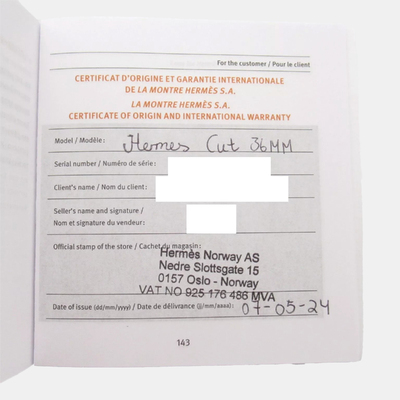 For the customer / Pour le client
CERTIFICAT D'ORIGINE ET GARANTIE INTERNATIONALE
DE LA MONTRE HERMÈS S.A.
LA MONTRE HERMÈS S.A.
CERTIFICATE OF ORIGIN AND INTERNATIONAL WARRANTY
Model / Modèle : Hermes Cut 36MM
Serial number / Numéro de série :
Client's name / Nom du client :
Seller's name and signature /
Nom et signature du vendeur :
Official stamp of the store / Cachet du magasin :
Hermès Norway AS
Nedre Slottsgate 15
0157 Oslo - Norway
VAT NO 925 176 486 MVA
Date of issue (dd/mm/yyyy) / Date de délivrance (jj/mm/aaaa) : 07-05-24
143